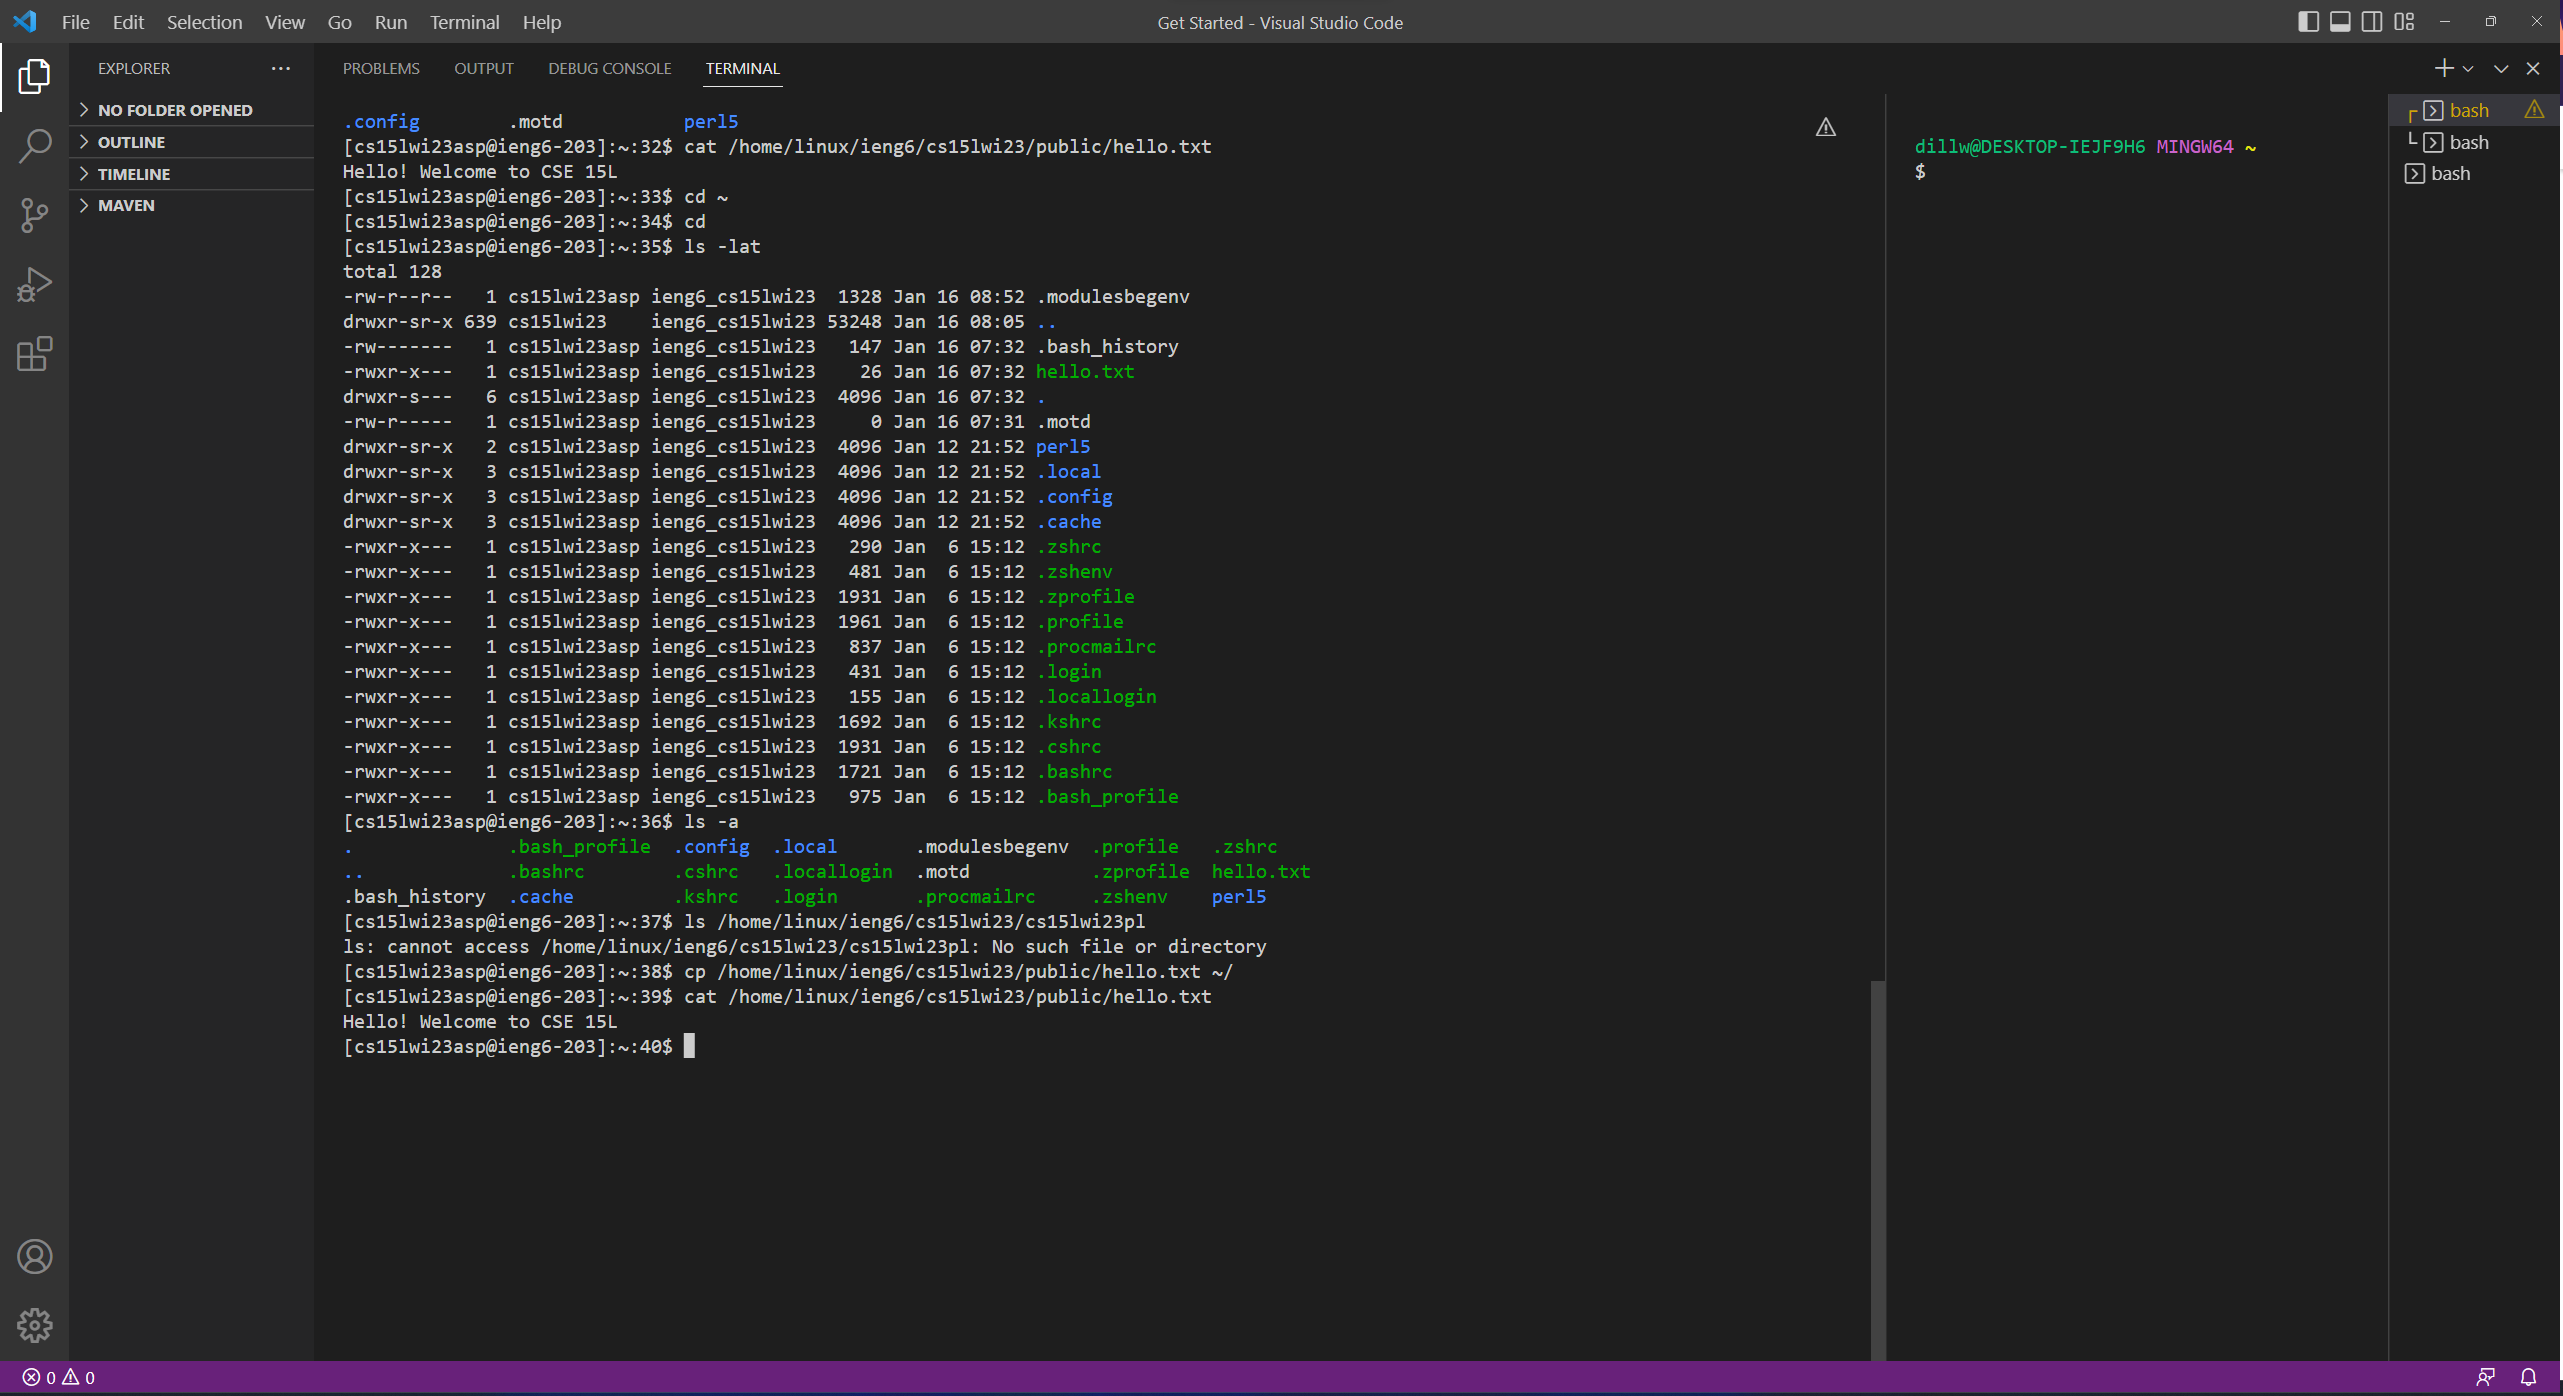 File Edit Selection View Go Run Terminal Help
Get Started - Visual Studio Code
EXPLORER
NO FOLDER OPENED
OUTLINE
TIMELINE
MAVEN
PROBLEMS OUTPUT DEBUG CONSOLE TERMINAL
.config        .motd           perl5
[cs15lwi23asp@ieng6-203]:~:32$ cat /home/linux/ieng6/cs15lwi23/public/hello.txt
Hello! Welcome to CSE 15L
[cs15lwi23asp@ieng6-203]:~:33$ cd ~
[cs15lwi23asp@ieng6-203]:~:34$ cd
[cs15lwi23asp@ieng6-203]:~:35$ ls -lat
total 128
-rw-r--r--   1 cs15lwi23asp ieng6_cs15lwi23  1328 Jan 16 08:52 .modulesbegenv
drwxr-sr-x 639 cs15lwi23    ieng6_cs15lwi23 53248 Jan 16 08:05 ..
-rw-------   1 cs15lwi23asp ieng6_cs15lwi23   147 Jan 16 07:32 .bash_history
-rwxr-x---   1 cs15lwi23asp ieng6_cs15lwi23    26 Jan 16 07:32 hello.txt
drwxr-s---   6 cs15lwi23asp ieng6_cs15lwi23  4096 Jan 16 07:32 .
-rw-r-----   1 cs15lwi23asp ieng6_cs15lwi23     0 Jan 16 07:31 .motd
drwxr-sr-x   2 cs15lwi23asp ieng6_cs15lwi23  4096 Jan 12 21:52 perl5
drwxr-sr-x   3 cs15lwi23asp ieng6_cs15lwi23  4096 Jan 12 21:52 .local
drwxr-sr-x   3 cs15lwi23asp ieng6_cs15lwi23  4096 Jan 12 21:52 .config
drwxr-sr-x   3 cs15lwi23asp ieng6_cs15lwi23  4096 Jan 12 21:52 .cache
-rwxr-x---   1 cs15lwi23asp ieng6_cs15lwi23   290 Jan  6 15:12 .zshrc
-rwxr-x---   1 cs15lwi23asp ieng6_cs15lwi23   481 Jan  6 15:12 .zshenv
-rwxr-x---   1 cs15lwi23asp ieng6_cs15lwi23  1931 Jan  6 15:12 .zprofile
-rwxr-x---   1 cs15lwi23asp ieng6_cs15lwi23  1961 Jan  6 15:12 .profile
-rwxr-x---   1 cs15lwi23asp ieng6_cs15lwi23   837 Jan  6 15:12 .procmailrc
-rwxr-x---   1 cs15lwi23asp ieng6_cs15lwi23   431 Jan  6 15:12 .login
-rwxr-x---   1 cs15lwi23asp ieng6_cs15lwi23   155 Jan  6 15:12 .locallogin
-rwxr-x---   1 cs15lwi23asp ieng6_cs15lwi23  1692 Jan  6 15:12 .kshrc
-rwxr-x---   1 cs15lwi23asp ieng6_cs15lwi23  1931 Jan  6 15:12 .cshrc
-rwxr-x---   1 cs15lwi23asp ieng6_cs15lwi23  1721 Jan  6 15:12 .bashrc
-rwxr-x---   1 cs15lwi23asp ieng6_cs15lwi23   975 Jan  6 15:12 .bash_profile
[cs15lwi23asp@ieng6-203]:~:36$ ls -a
.              .bash_profile  .config  .local       .modulesbegenv  .profile   .zshrc
..             .bashrc        .cshrc   .locallogin  .motd           .zprofile  hello.txt
.bash_history  .cache         .kshrc   .login       .procmailrc     .zshenv    perl5
[cs15lwi23asp@ieng6-203]:~:37$ ls /home/linux/ieng6/cs15lwi23/cs15lwi23pl
ls: cannot access /home/linux/ieng6/cs15lwi23/cs15lwi23pl: No such file or directory
[cs15lwi23asp@ieng6-203]:~:38$ cp /home/linux/ieng6/cs15lwi23/public/hello.txt ~/
[cs15lwi23asp@ieng6-203]:~:39$ cat /home/linux/ieng6/cs15lwi23/public/hello.txt
Hello! Welcome to CSE 15L
[cs15lwi23asp@ieng6-203]:~:40$
dillw@DESKTOP-IEJF9H6 MINGW64 ~
$
bash
bash
bash
0 0